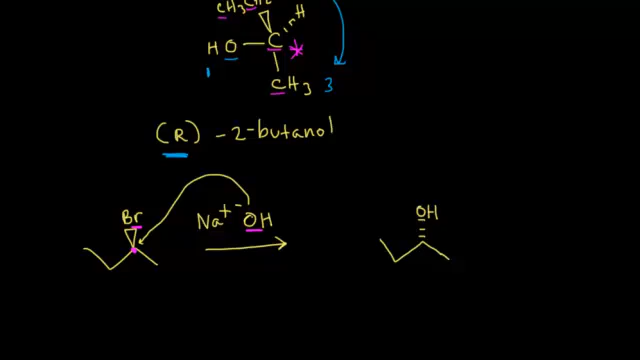 CH3CH2
H
HO C *
1
CH3 3
(R) -2-butanol
Br Na+ -OH OH